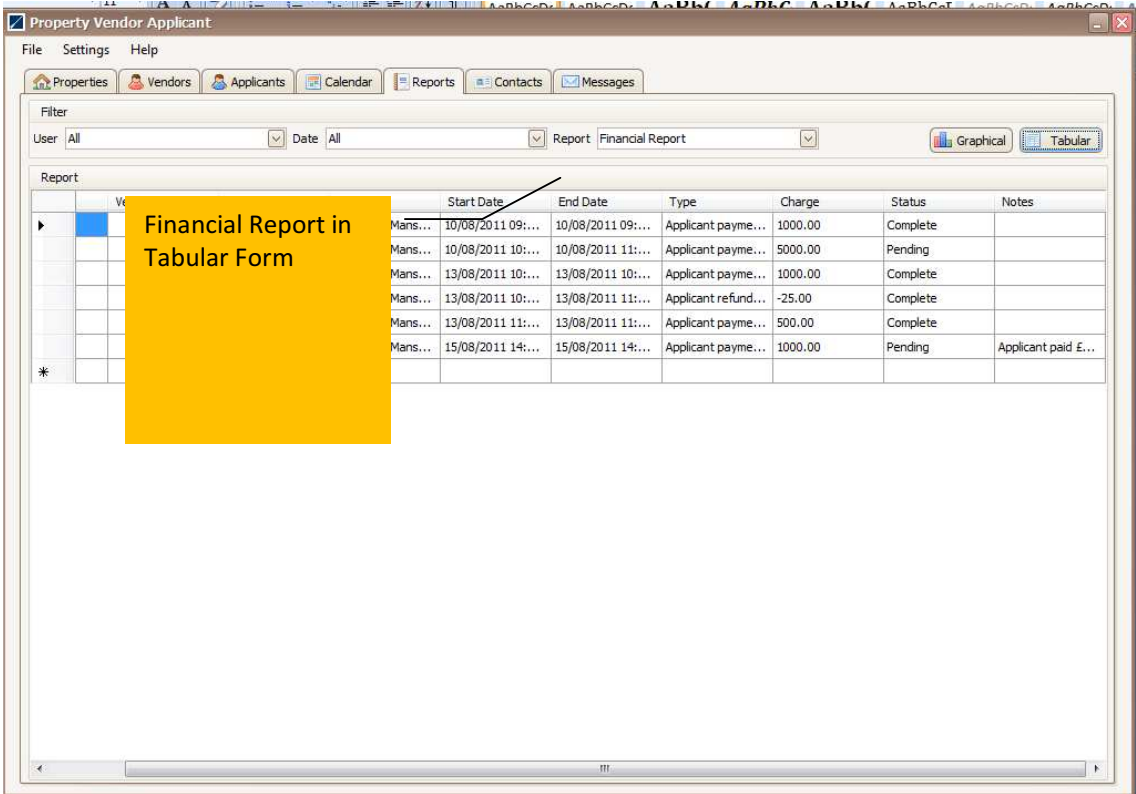 Property Vendor Applicant
File Settings Help
Properties Vendors Applicants Calendar Reports Contacts Messages
Filter
User All Date All Report Financial Report Graphical Tabular
Report
Start Date End Date Type Charge Status Notes
Financial Report in
Tabular Form
Mans... 10/08/2011 09:... 10/08/2011 09:... Applicant payme... 1000.00 Complete
Mans... 10/08/2011 10:... 10/08/2011 11:... Applicant payme... 5000.00 Pending
Mans... 13/08/2011 10:... 13/08/2011 10:... Applicant payme... 1000.00 Complete
Mans... 13/08/2011 10:... 13/08/2011 11:... Applicant refund... -25.00 Complete
Mans... 13/08/2011 11:... 13/08/2011 11:... Applicant payme... 500.00 Complete
Mans... 15/08/2011 14:... 15/08/2011 14:... Applicant payme... 1000.00 Pending Applicant paid £...